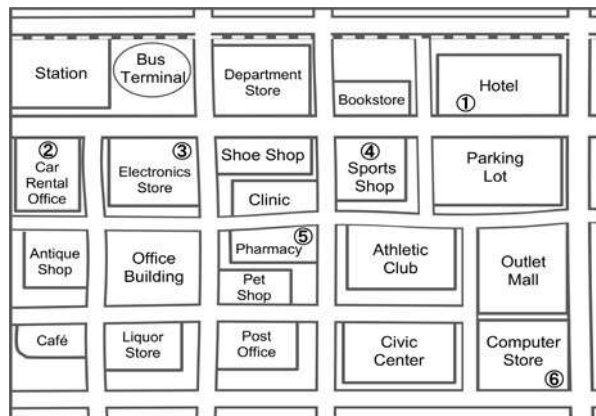 Station
Bus
Terminal
Department
Store
Bookstore
Hotel
①
②
Car
Rental
Office
③
Electronics
Store
Shoe Shop
Clinic
④
Sports
Shop
Parking
Lot
Antique
Shop
Office
Building
⑤
Pharmacy
Pet
Shop
Athletic
Club
Outlet
Mall
Café
Liquor
Store
Post
Office
Civic
Center
Computer
Store
⑥